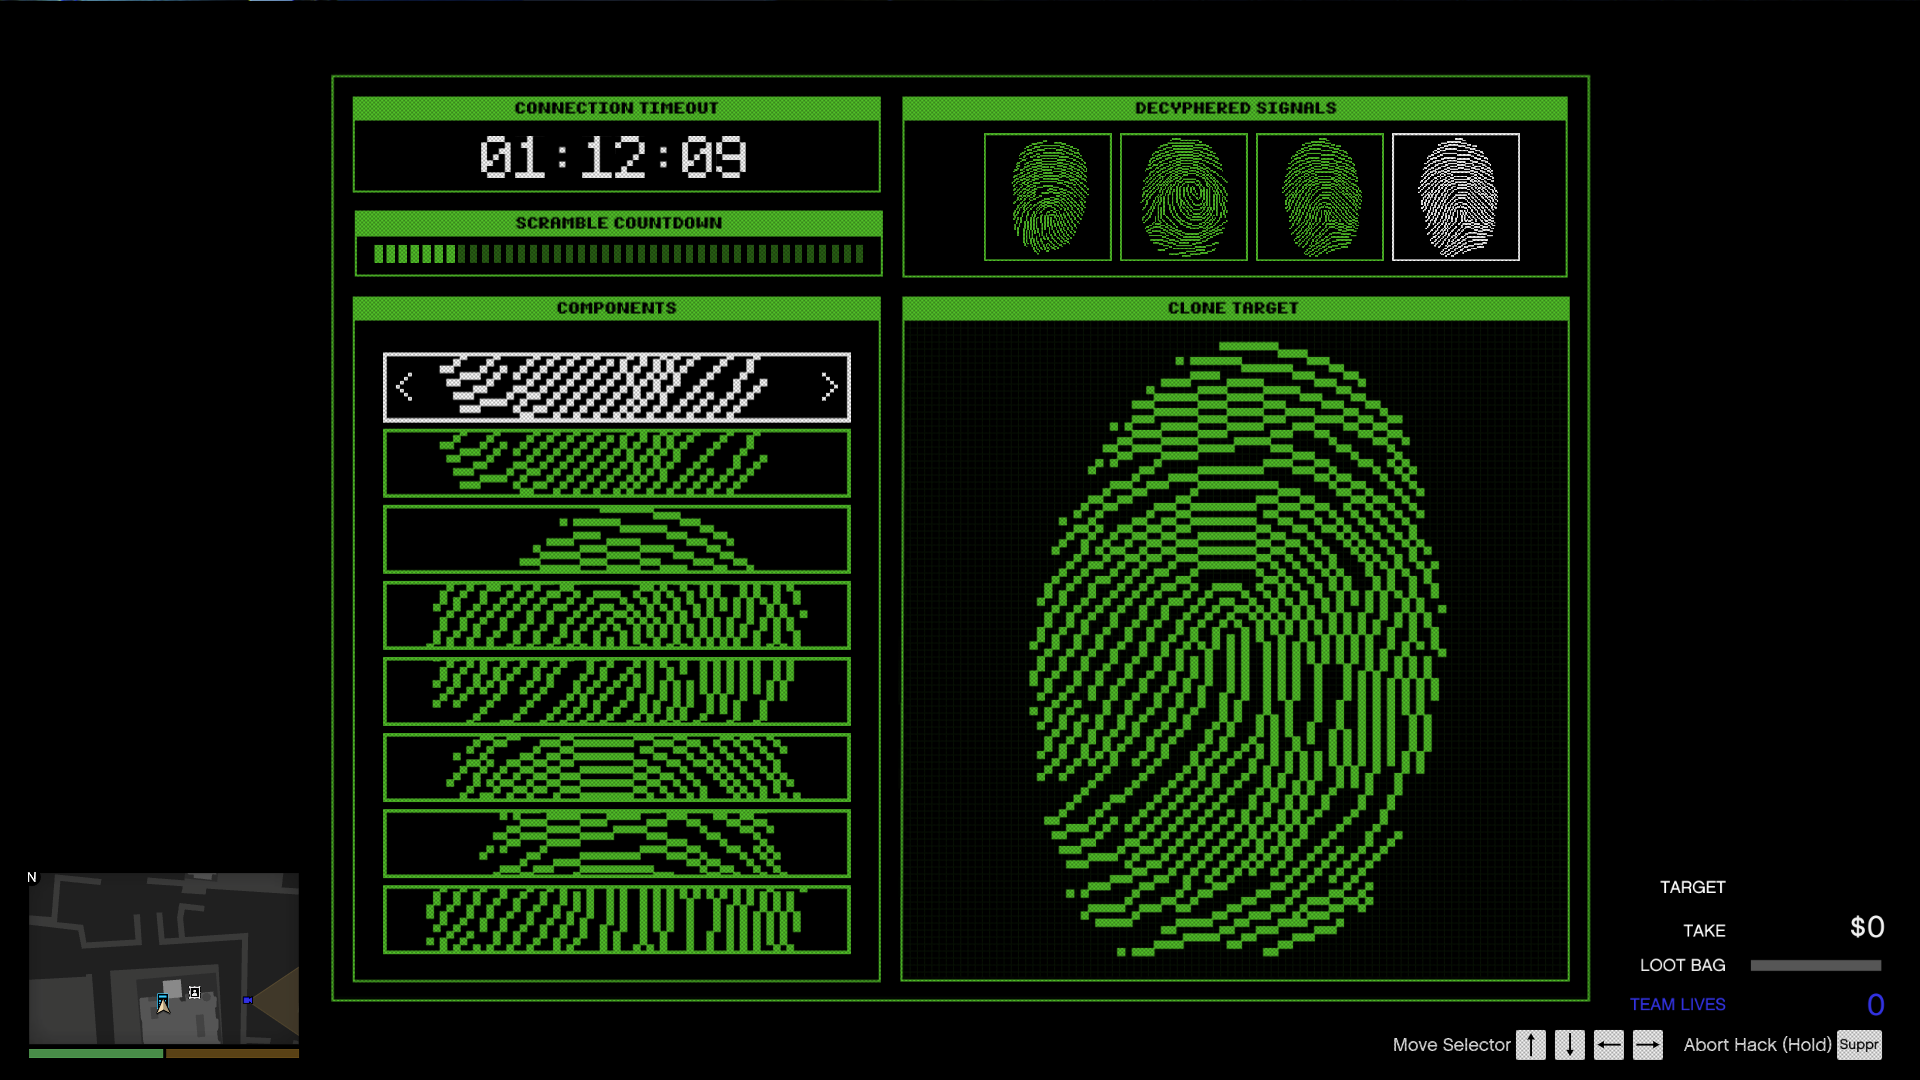 CONNECTION TIMEOUT
01:12:09
DECYPHERED SIGNALS
SCRAMBLE COUNTDOWN
COMPONENTS
CLONE TARGET
N
TARGET
TAKE $0
LOOT BAG
TEAM LIVES 0
Move Selector ↑ ↓ ← → Abort Hack (Hold) Suppr